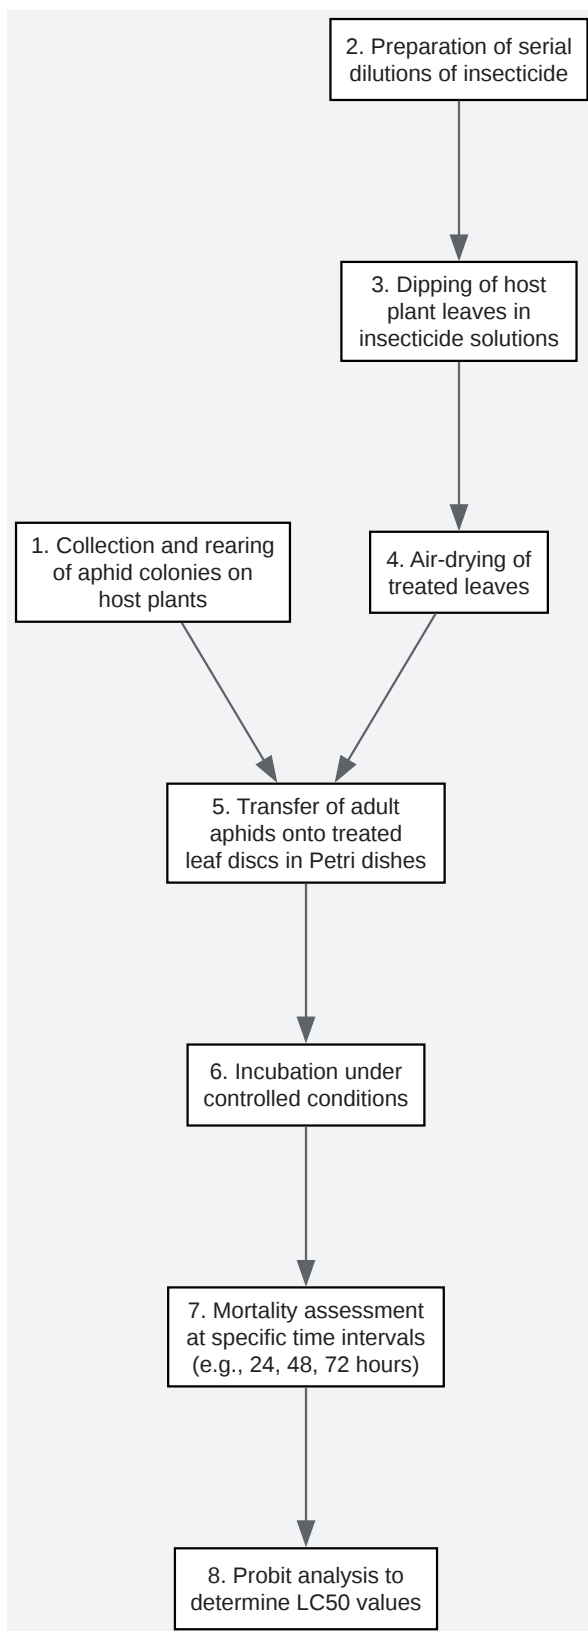 2. Preparation of serial
dilutions of insecticide
3. Dipping of host
plant leaves in
insecticide solutions
1. Collection and rearing
of aphid colonies on
host plants
4. Air-drying of
treated leaves
5. Transfer of adult
aphids onto treated
leaf discs in Petri dishes
6. Incubation under
controlled conditions
7. Mortality assessment
at specific time intervals
(e.g., 24, 48, 72 hours)
8. Probit analysis to
determine LC50 values